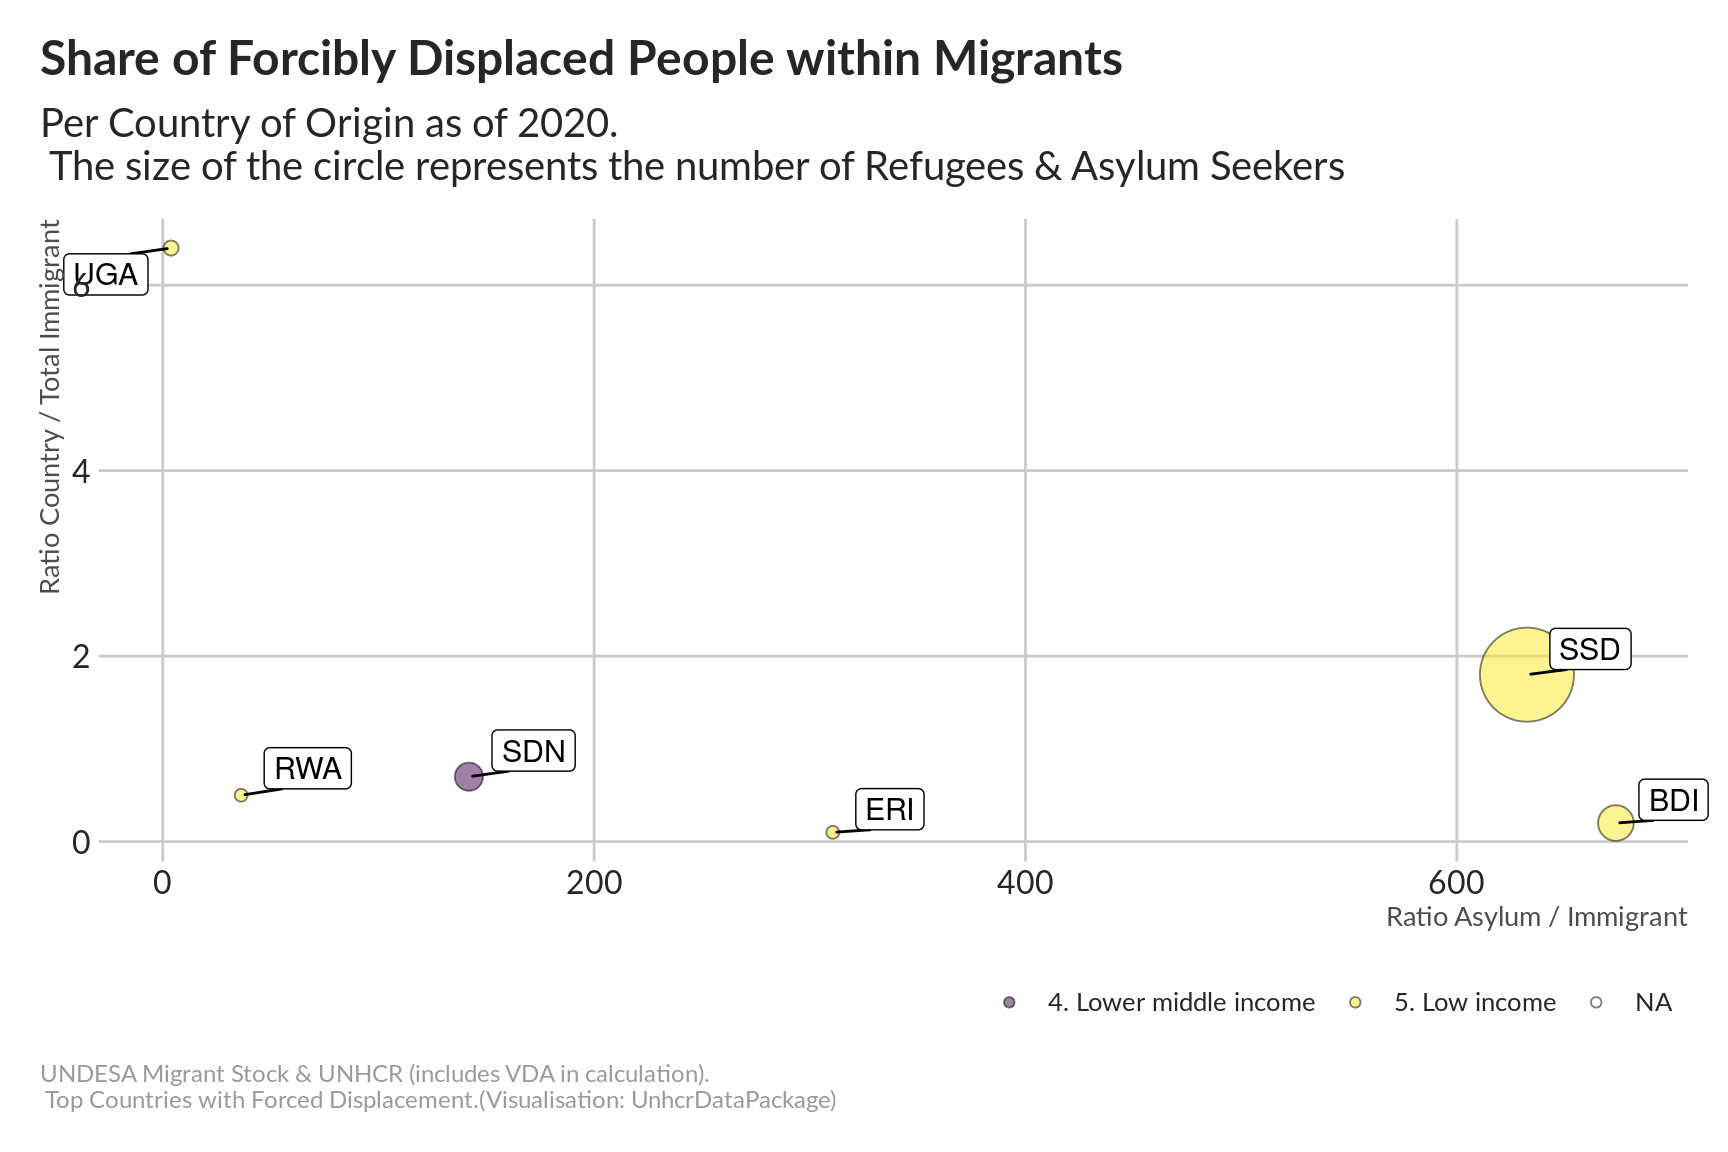 Share of Forcibly Displaced People within Migrants
Per Country of Origin as of 2020.
The size of the circle represents the number of Refugees & Asylum Seekers
Ratio Country / Total Immigrant
UGA
6
4
2
0
SSD
SDN
RWA
ERI
BDI
0 200 400 600
Ratio Asylum / Immigrant
4. Lower middle income 5. Low income NA
UNDESA Migrant Stock & UNHCR (includes VDA in calculation).
Top Countries with Forced Displacement.(Visualisation: UnhcrDataPackage)